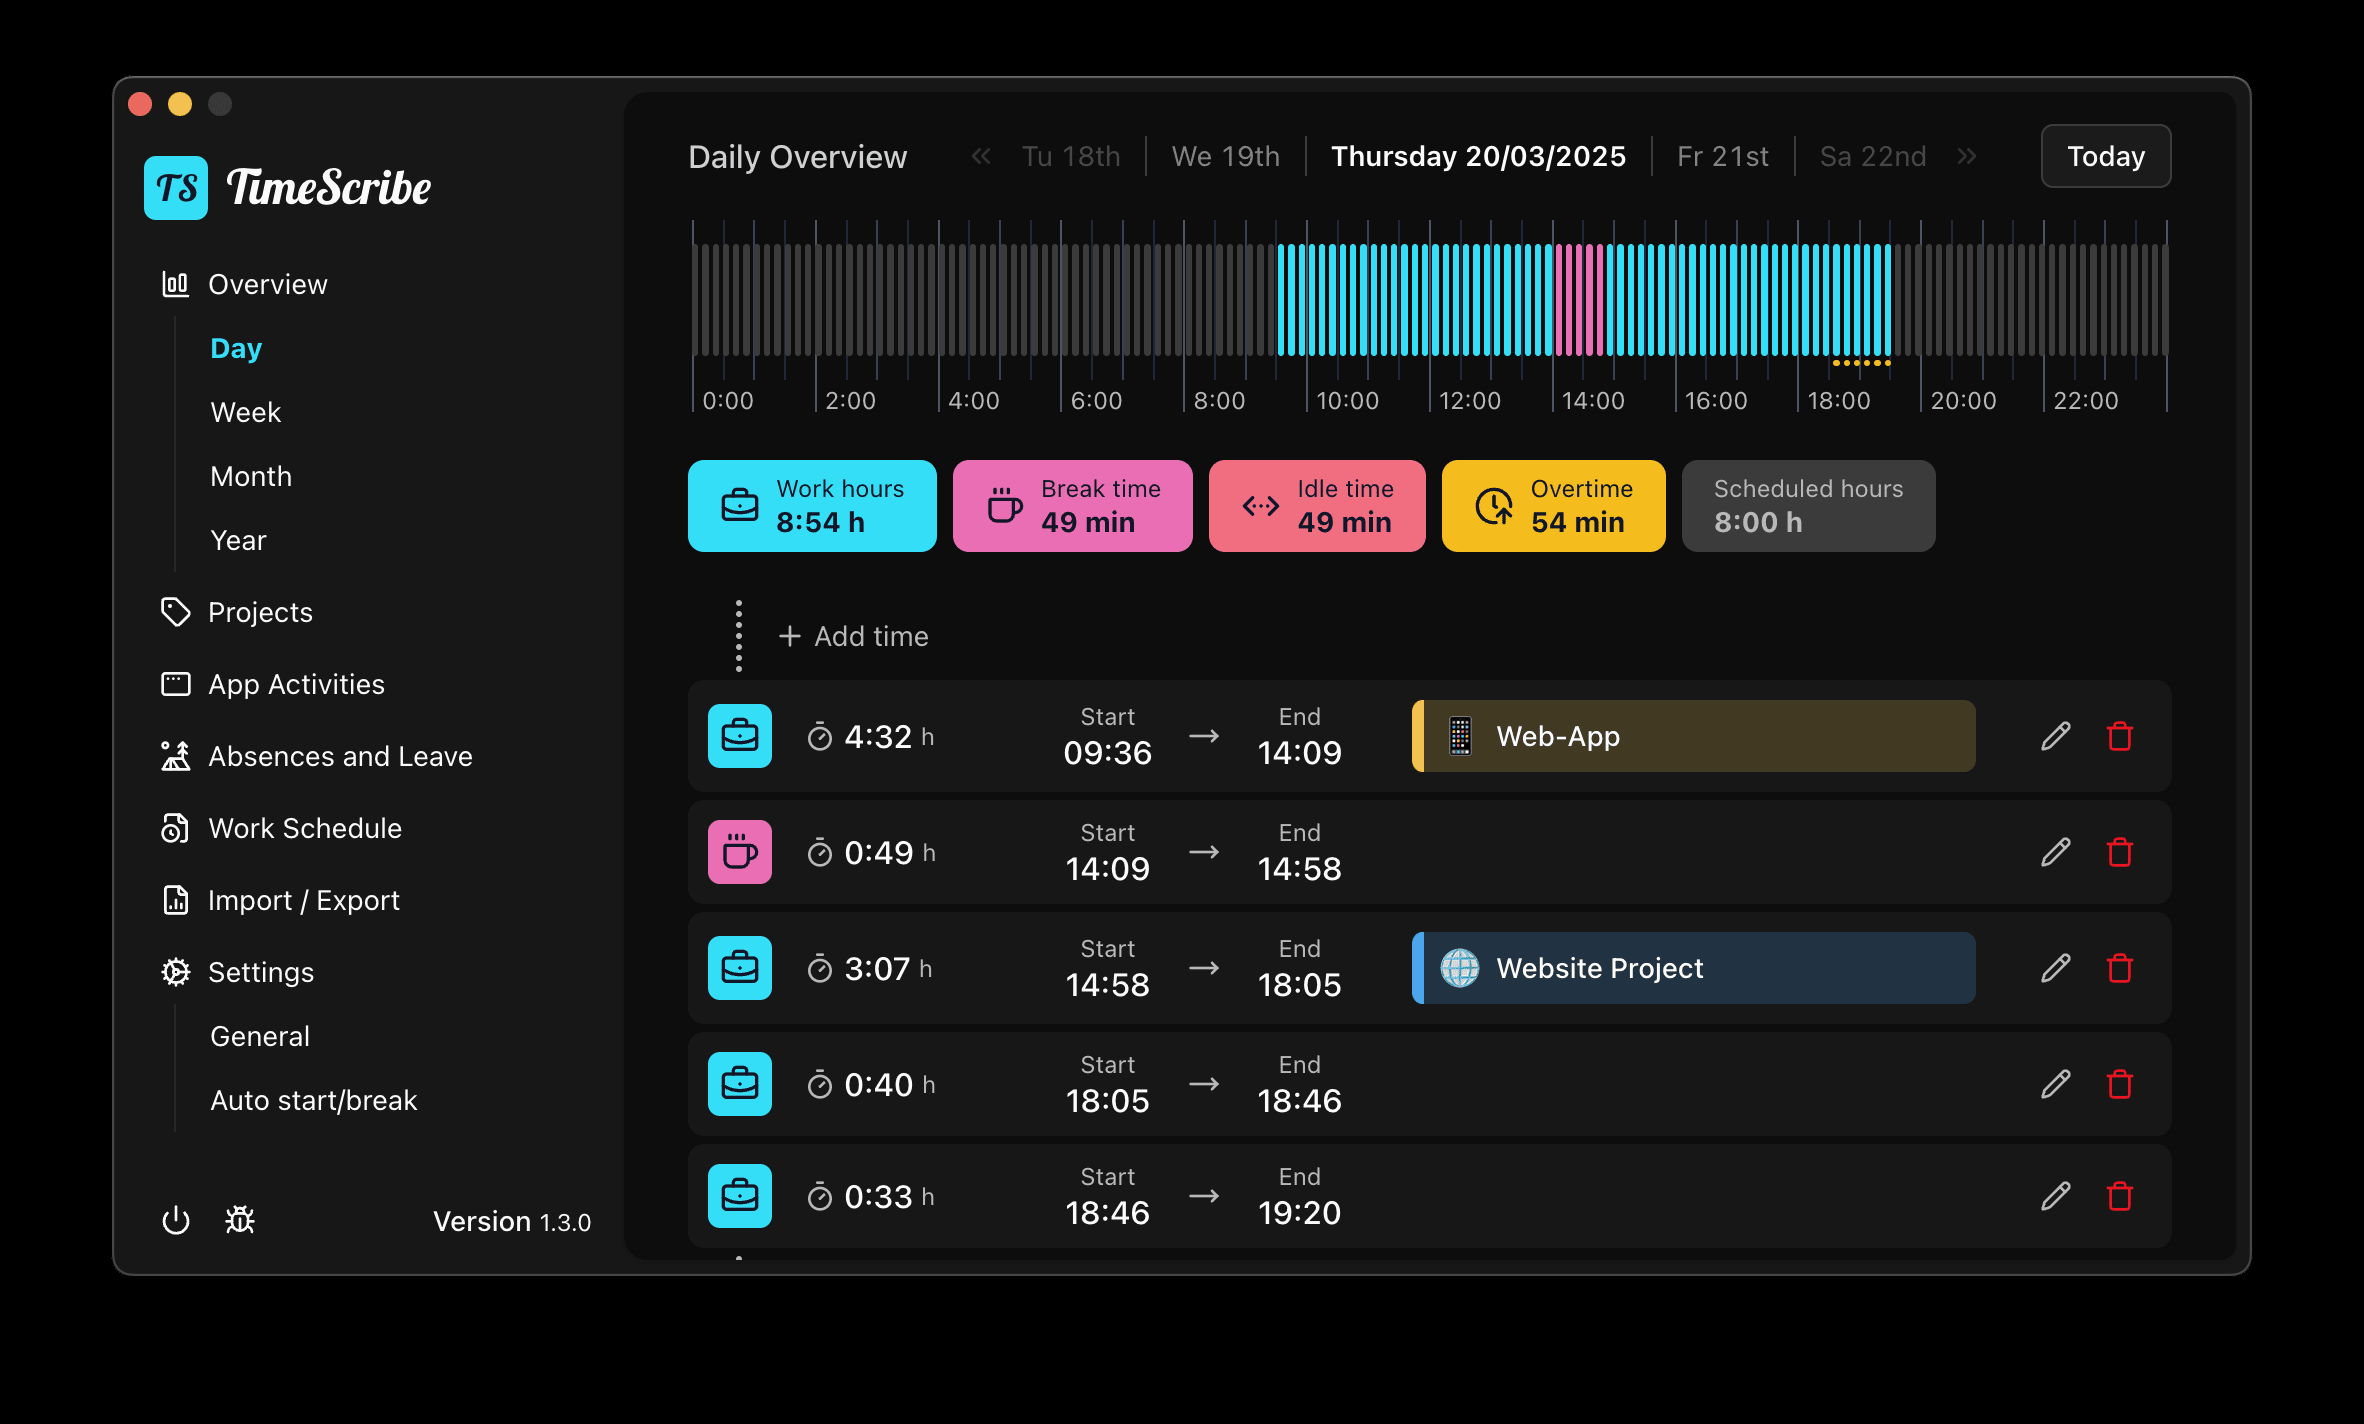 TS TimeScribe
Overview
Day
Week
Month
Year
Projects
App Activities
Absences and Leave
Work Schedule
Import / Export
Settings
General
Auto start/break
Version 1.3.0
Daily Overview
Tu 18th
We 19th
Thursday 20/03/2025
Fr 21st
Sa 22nd
Today
0:00 2:00 4:00 6:00 8:00 10:00 12:00 14:00 16:00 18:00 20:00 22:00
Work hours
8:54 h
Break time
49 min
Idle time
49 min
Overtime
54 min
Scheduled hours
8:00 h
+ Add time
4:32 h
Start
09:36
End
14:09
Web-App
0:49 h
Start
14:09
End
14:58
3:07 h
Start
14:58
End
18:05
Website Project
0:40 h
Start
18:05
End
18:46
0:33 h
Start
18:46
End
19:20